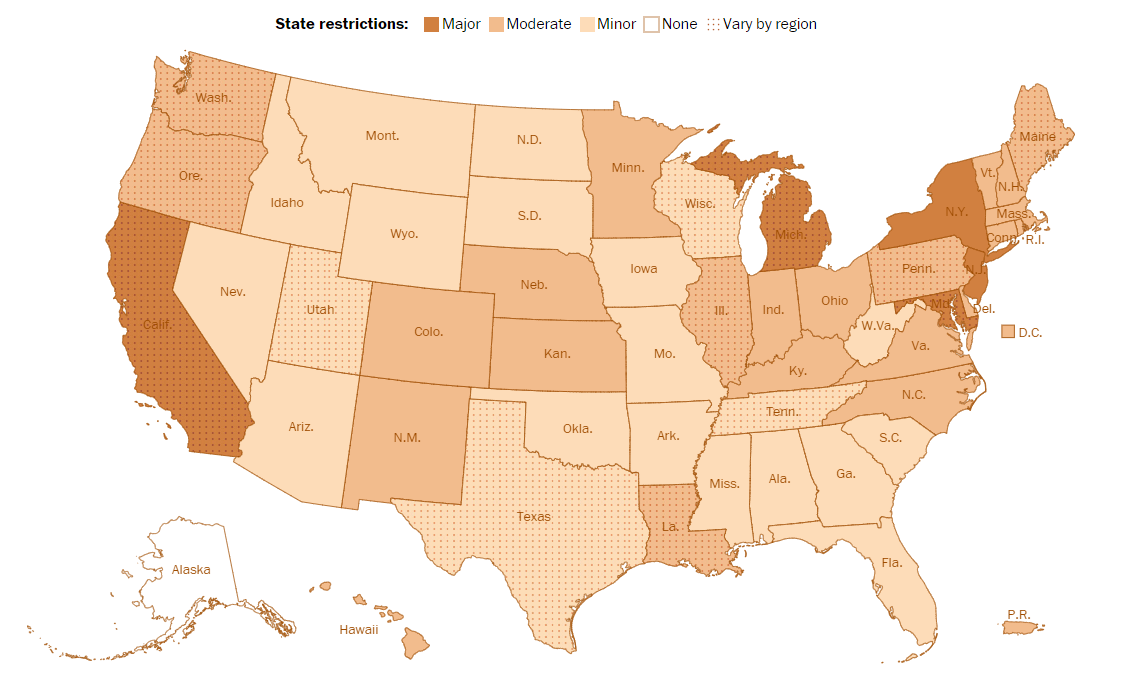 State restrictions: Major Moderate Minor None Vary by region
Wash.
Maine
Mont.
N.D.
Minn.
Ore.
Vt.
N.H.
Idaho
Wisc.
S.D.
N.Y.
Mass.
Wyo.
Mich.
Conn.
R.I.
Iowa
Penn.
N.J.
Neb.
Nev.
Ohio
Md.
Utah
Ill.
Ind.
Del.
Calif.
Colo.
W.Va.
D.C.
Kan.
Mo.
Va.
Ky.
N.C.
Tenn.
Ariz.
N.M.
Okla.
Ark.
S.C.
Ga.
Miss.
Ala.
Texas
La.
Fla.
Alaska
P.R.
Hawaii